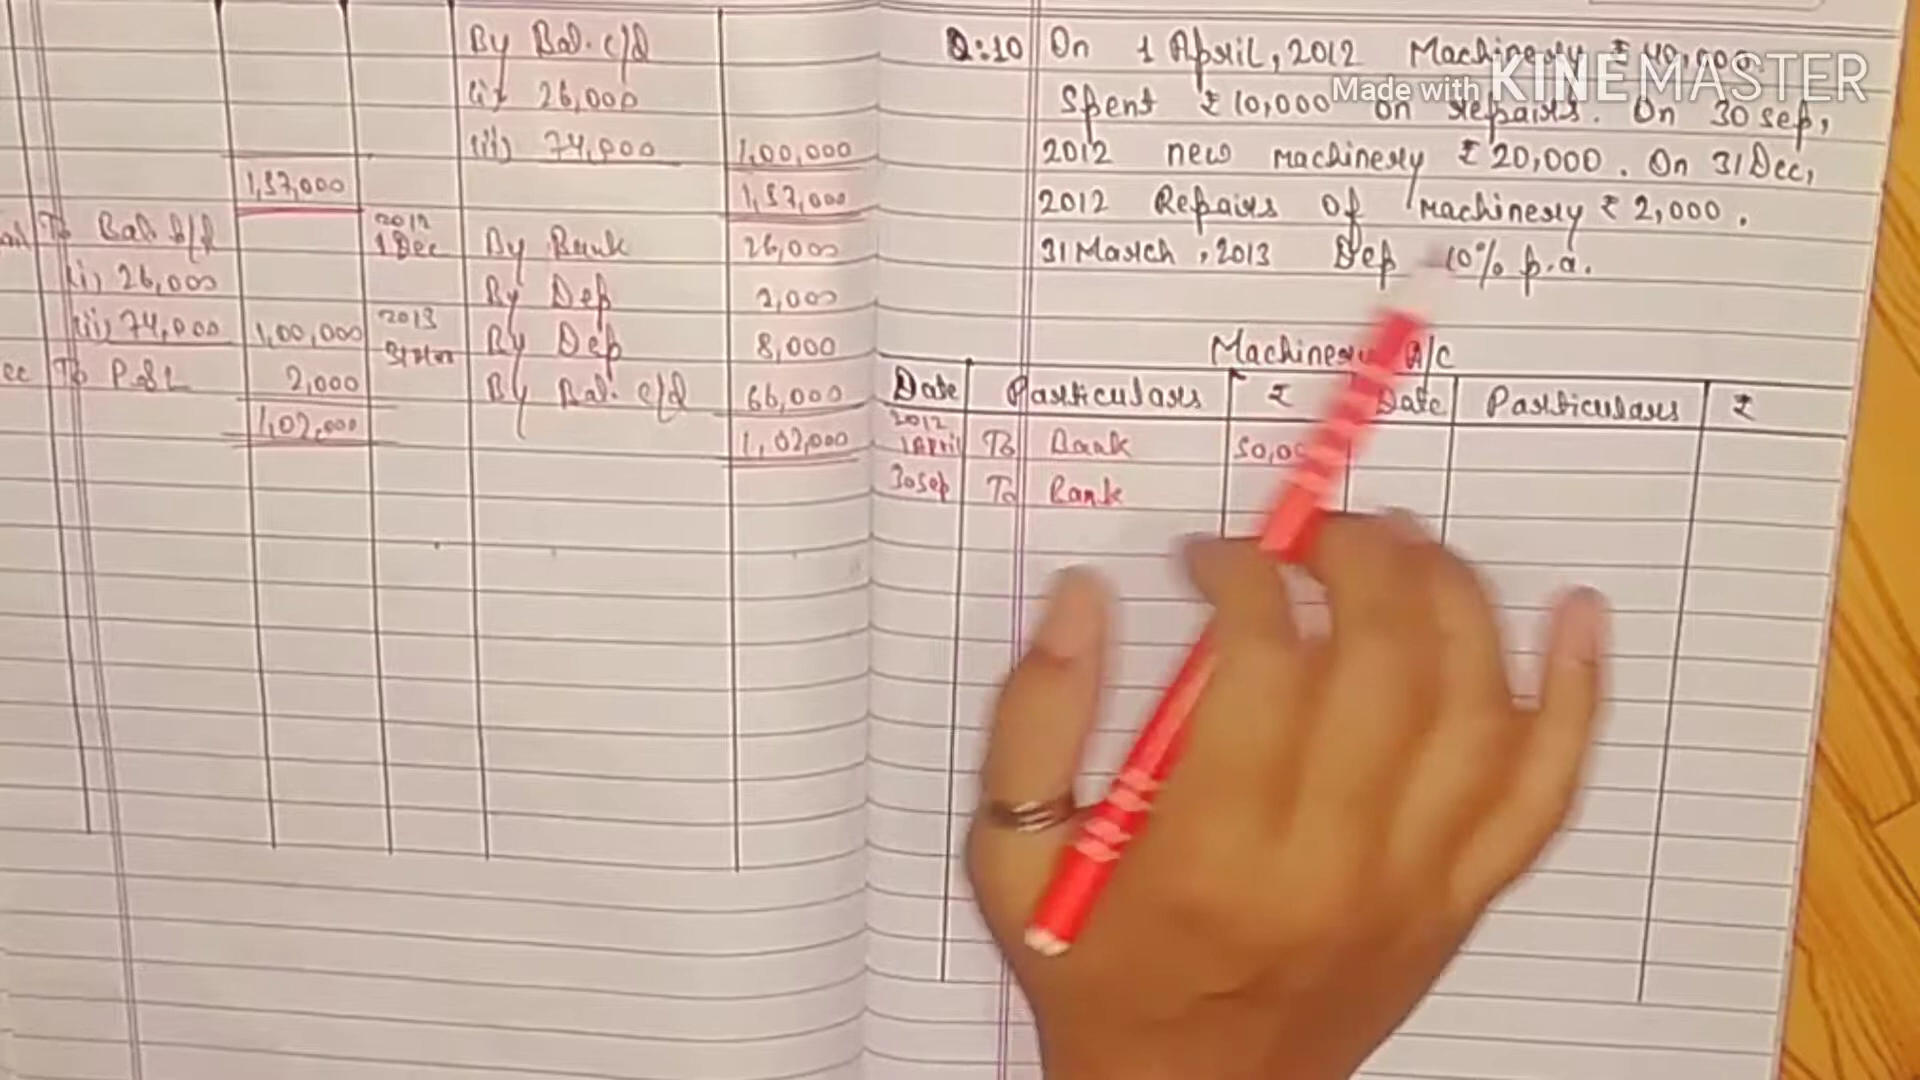 By Bal. c/d
(i) 26,000
(ii) 74,000 1,00,000
1,37,000 1,37,000
To Bal. b/d 2012 1 Dec By Bank 26,000
(i) 26,000 By Dep 2,000
(ii) 74,000 1,00,000 2013 31 Mar By Dep 8,000
To P&L 2,000 By Bal. c/d 66,000
1,02,000 1,02,000
Q:10 On 1 April, 2012 Machinery ₹ 40,000
Made with KINEMASTER
Spent ₹ 10,000 on repairs. On 30 sep,
2012 new machinery ₹ 20,000. On 31 Dec,
2012 Repairs of machinery ₹ 2,000.
31 March, 2013 Dep 10% p.a.
Machinery A/C
Date Particulars ₹ Date Particulars ₹
2012
1 April To Bank
30 sep To Bank